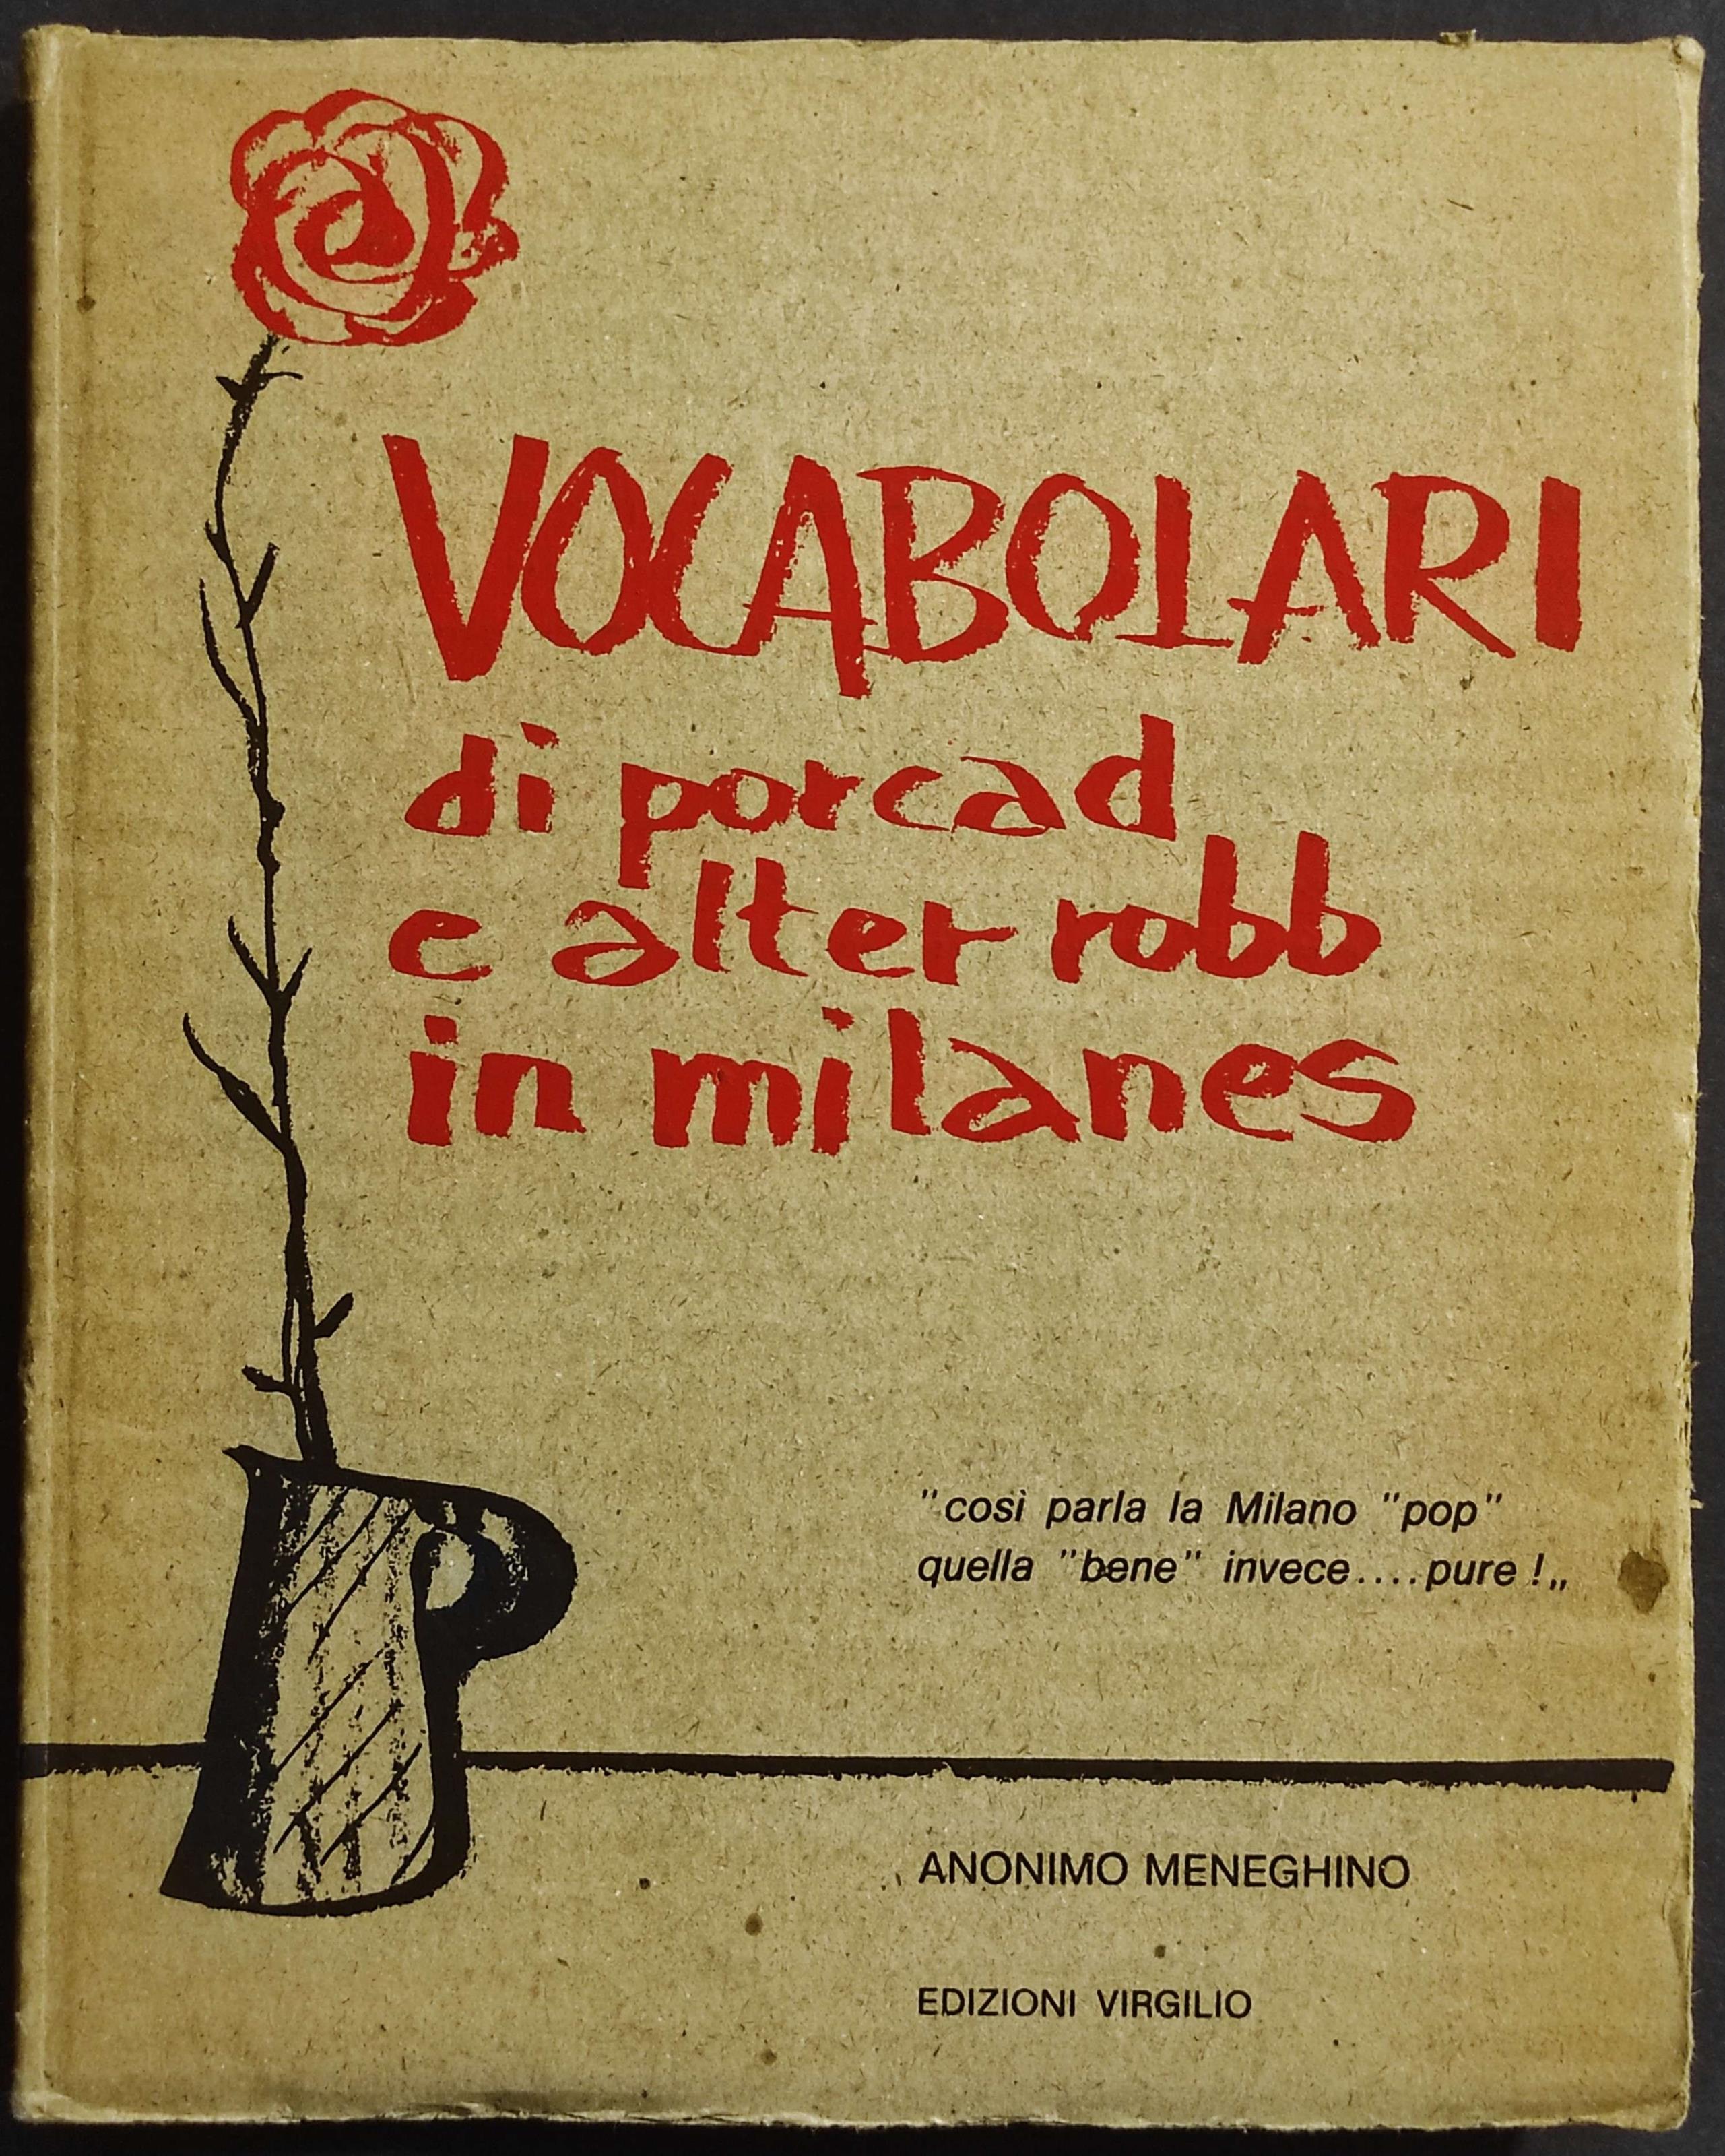 VOCABOLARI
di porcad
e alter robb
in milanes
"così parla la Milano "pop"
quella "bene" invece....pure!„
ANONIMO MENEGHINO
EDIZIONI VIRGILIO